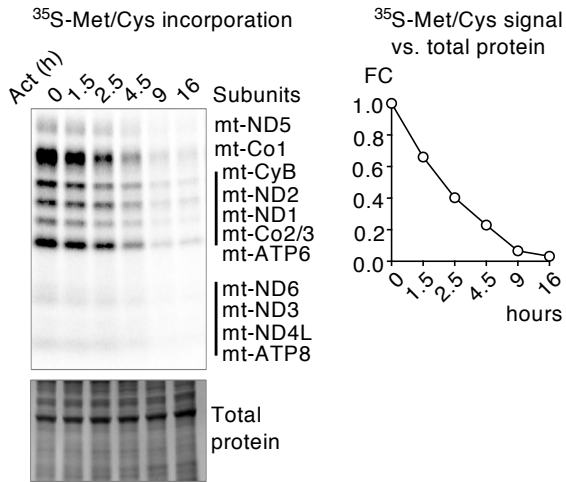 ³⁵S-Met/Cys incorporation
Act (h)
0 1.5 2.5 4.5 9 16
Subunits
mt-ND5
mt-Co1
mt-CyB
mt-ND2
mt-ND1
mt-Co2/3
mt-ATP6
mt-ND6
mt-ND3
mt-ND4L
mt-ATP8
Total
protein
³⁵S-Met/Cys signal
vs. total protein
FC
1.0
0.8
0.6
0.4
0.2
0.0
0 1.5 2.5 4.5 9 16
hours